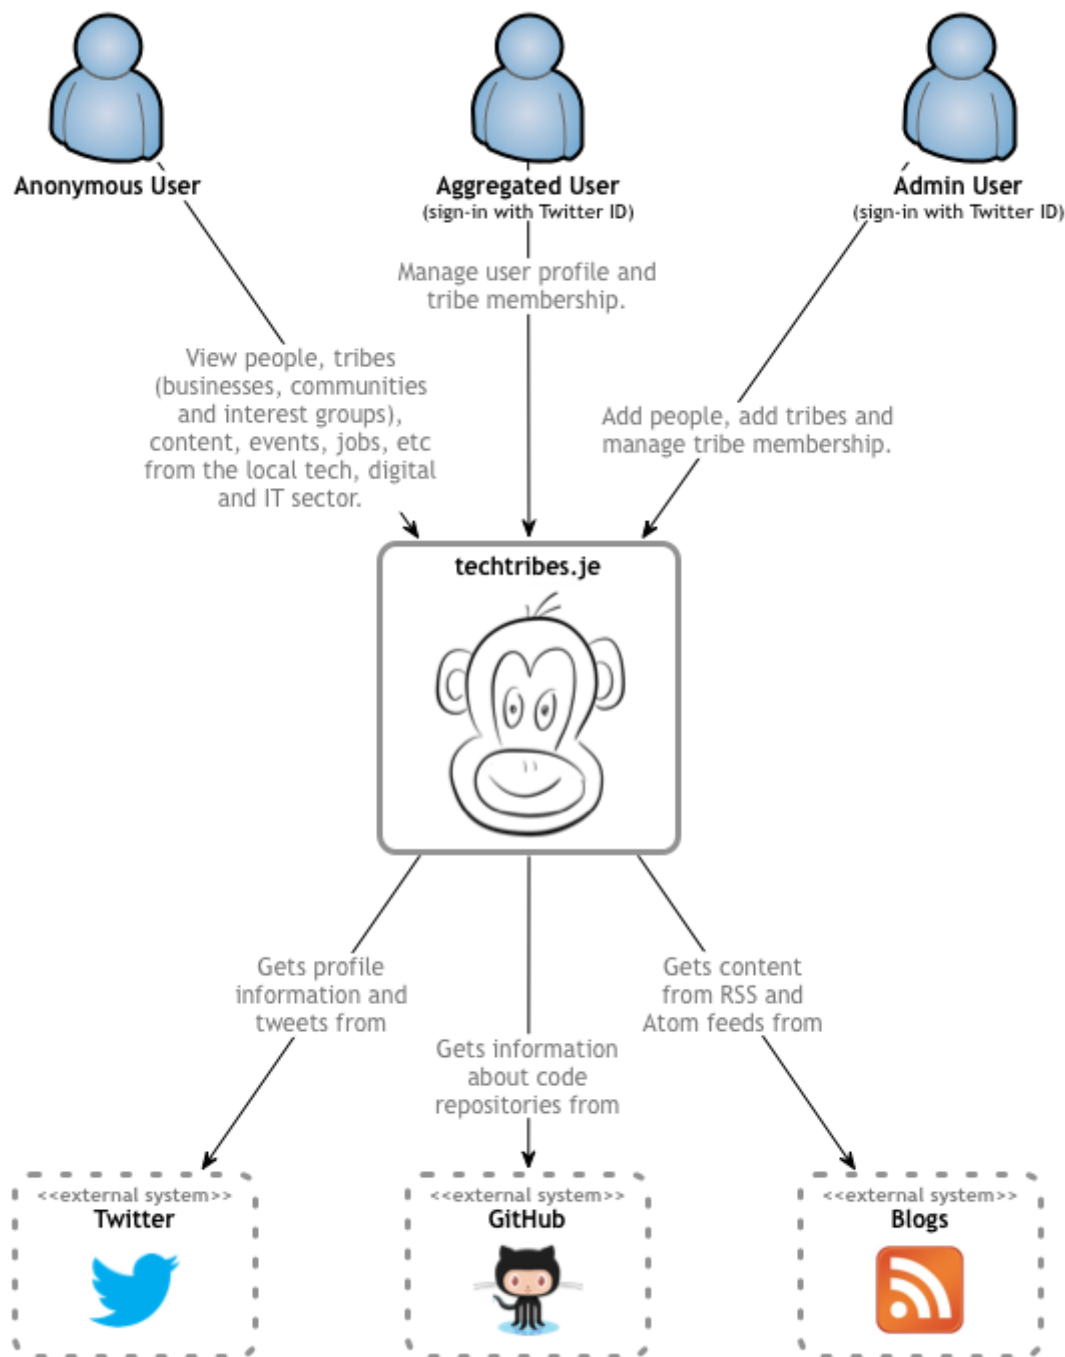 Anonymous User
Aggregated User
(sign-in with Twitter ID)
Admin User
(sign-in with Twitter ID)
Manage user profile and
tribe membership.
View people, tribes
(businesses, communities
and interest groups),
content, events, jobs, etc
from the local tech, digital
and IT sector.
Add people, add tribes and
manage tribe membership.
techtribes.je
Gets profile
information and
tweets from
Gets information
about code
repositories from
Gets content
from RSS and
Atom feeds from
<<external system>>
Twitter
<<external system>>
GitHub
<<external system>>
Blogs